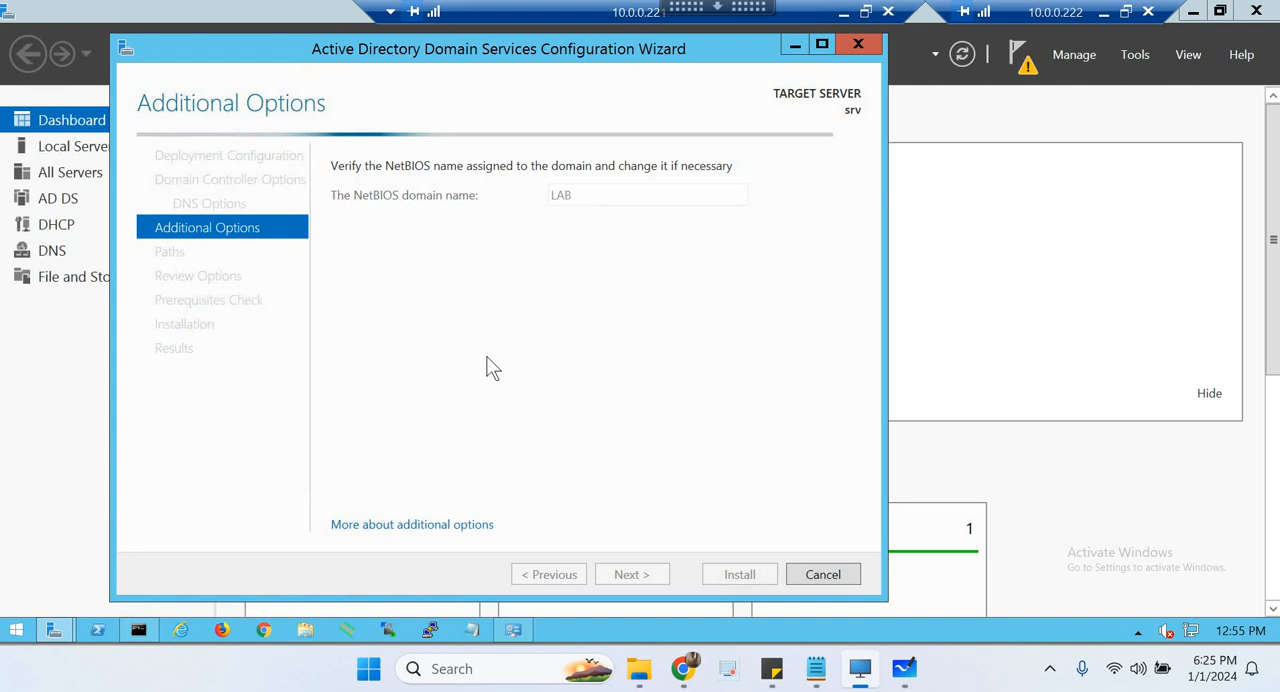 10.0.0.221
10.0.0.222
Active Directory Domain Services Configuration Wizard
Manage
Tools
View
Help
Additional Options
TARGET SERVER
srv
Dashboard
Local Serve
All Servers
AD DS
DHCP
DNS
File and Sto
Deployment Configuration
Domain Controller Options
DNS Options
Additional Options
Paths
Review Options
Prerequisites Check
Installation
Results
Verify the NetBIOS name assigned to the domain and change it if necessary
The NetBIOS domain name:
LAB
More about additional options
< Previous
Next >
Install
Cancel
Hide
1
Activate Windows
Go to Settings to activate Windows.
12:55 PM
Search
6:25 PM
1/1/2024